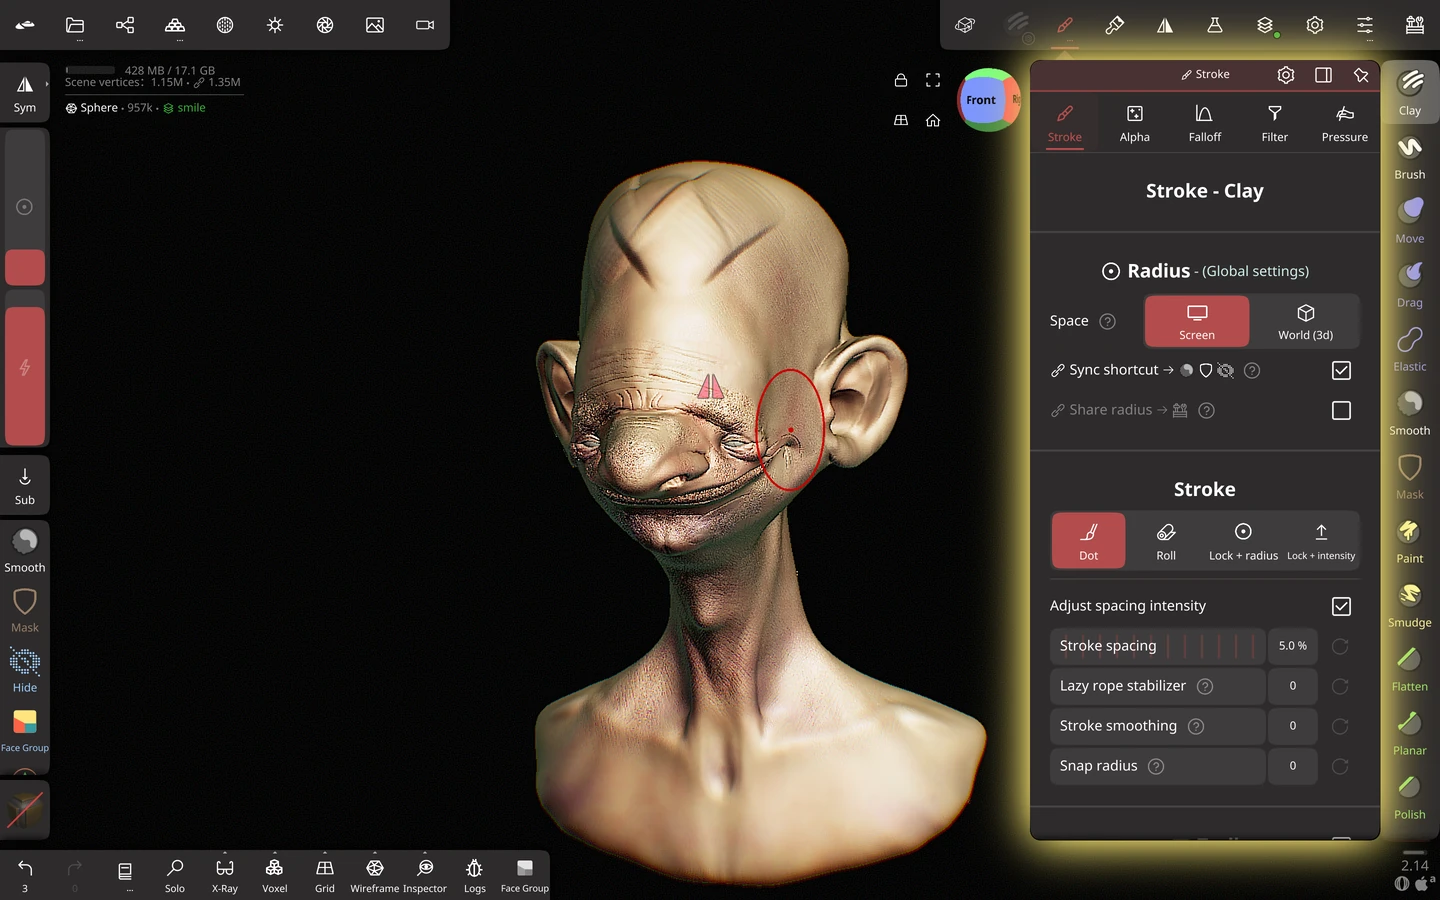 428 MB / 17.1 GB
Scene vertices: 1.15M • 1.35M
Sphere • 957k • smile
Sym
Sub
Smooth
Mask
Hide
Face Group
Front
Stroke
Stroke
Alpha
Falloff
Filter
Pressure
Stroke - Clay
Radius - (Global settings)
Space
Screen
World (3d)
Sync shortcut →
Share radius →
Stroke
Dot
Roll
Lock + radius
Lock + intensity
Adjust spacing intensity
Stroke spacing 5.0 %
Lazy rope stabilizer 0
Stroke smoothing 0
Snap radius 0
Clay
Brush
Move
Drag
Elastic
Smooth
Mask
Paint
Smudge
Flatten
Planar
Polish
3
0
...
Solo
X-Ray
Voxel
Grid
Wireframe
Inspector
Logs
Face Group
2.14
a